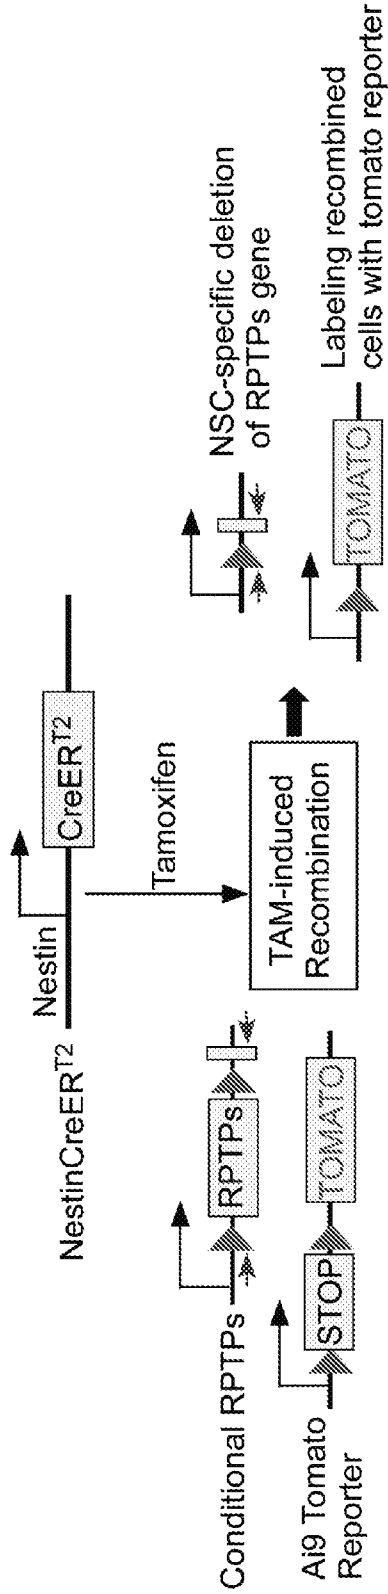 NestinCreER^T2
Nestin
CreER^T2
Tamoxifen
Conditional RPTPs
RPTPs
Ai9 Tomato
Reporter
STOP
TOMATO
TAM-induced
Recombination
NSC-specific deletion
of RPTPs gene
TOMATO
Labeling recombined
cells with tomato reporter